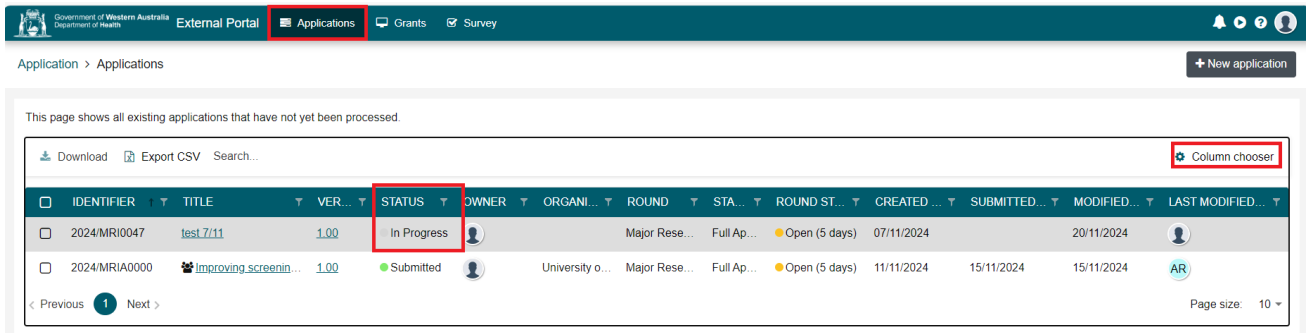 Government of Western Australia
Department of Health
External Portal Applications Grants Survey
Application > Applications
+ New application
This page shows all existing applications that have not yet been processed.
Download Export CSV Search...
Column chooser
IDENTIFIER TITLE VER... STATUS OWNER ORGANI... ROUND STA... ROUND ST... CREATED ... SUBMITTED... MODIFIED... LAST MODIFIED...
2024/MRI0047 test 7/11 1.00 In Progress Major Rese... Full Ap... Open (5 days) 07/11/2024 20/11/2024
2024/MRIA0000 Improving screenin... 1.00 Submitted University o... Major Rese... Full Ap... Open (5 days) 11/11/2024 15/11/2024 15/11/2024 AR
< Previous 1 Next >
Page size: 10